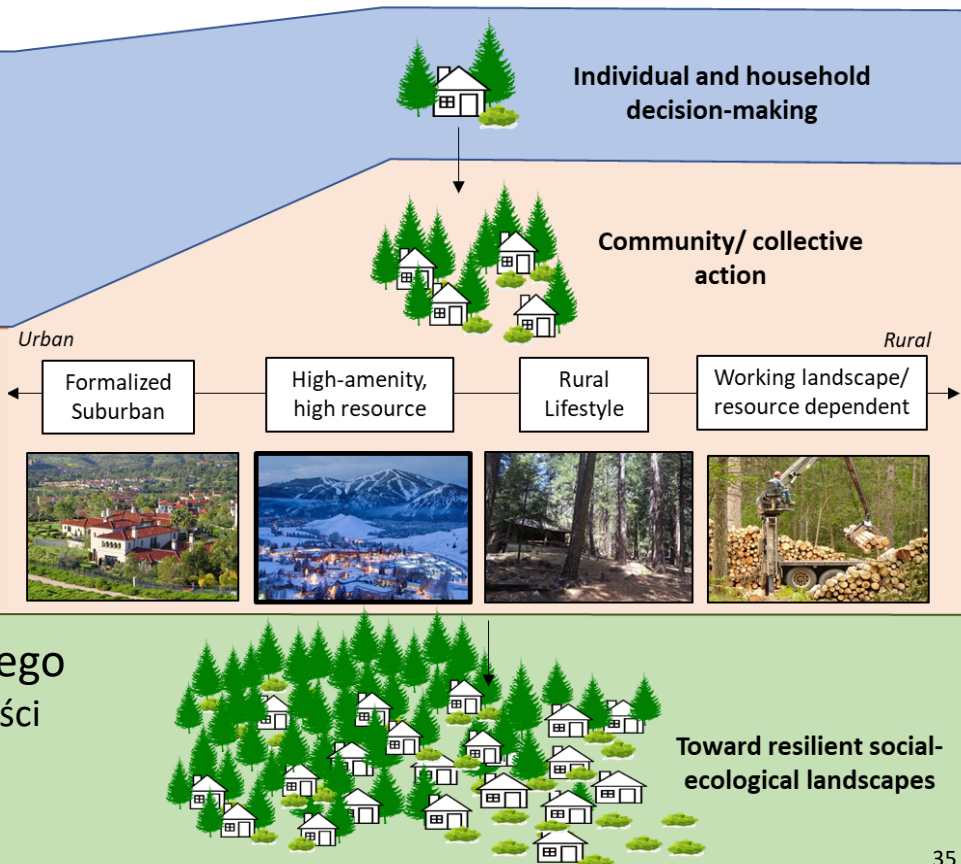 Individual and household
decision-making
Community/ collective
action
Urban
Rural
Formalized
Suburban
High-amenity,
high resource
Rural
Lifestyle
Working landscape/
resource dependent
ego
ści
Toward resilient social-
ecological landscapes
35